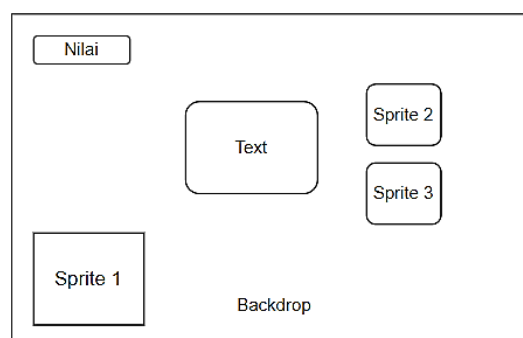 Nilai
Text
Sprite 2
Sprite 3
Sprite 1
Backdrop